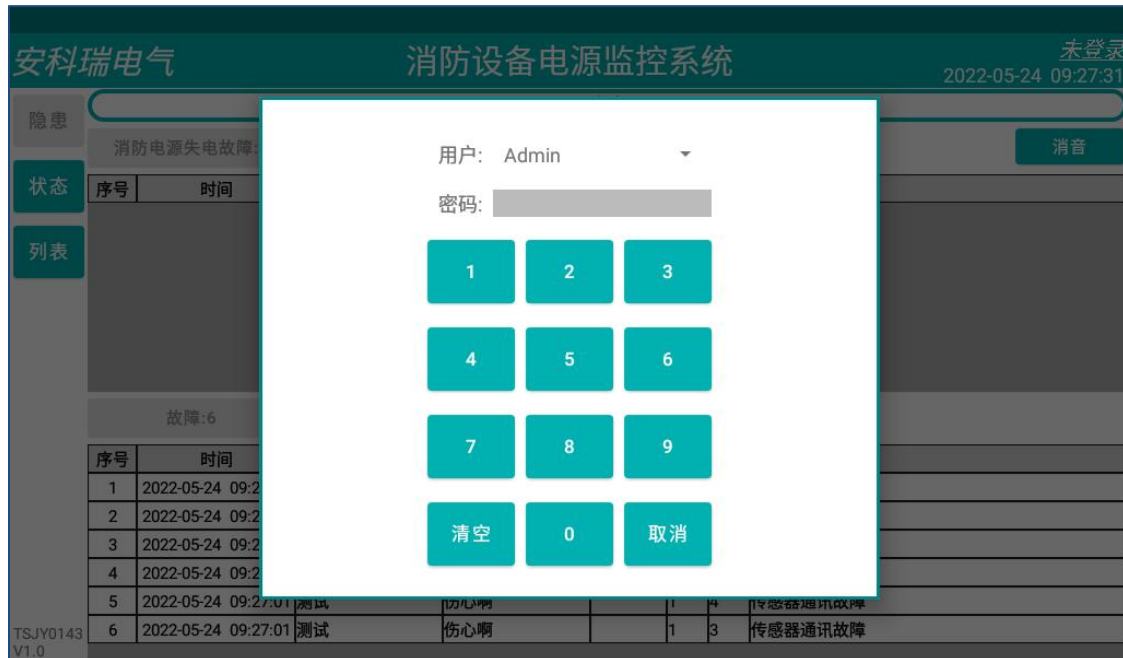 安科瑞电气
消防设备电源监控系统
未登录
2022-05-24 09:27:31
隐患
状态
列表
消防电源失电故障:
消音
序号 时间
用户: Admin
密码:
1 2 3
4 5 6
7 8 9
清空 0 取消
故障:6
序号 时间
1 2022-05-24 09:2
2 2022-05-24 09:2
3 2022-05-24 09:2
4 2022-05-24 09:2
5 2022-05-24 09:27:01 测试 伤心啊 1 4 传感器通讯故障
6 2022-05-24 09:27:01 测试 伤心啊 1 3 传感器通讯故障
TSJY0143
V1.0